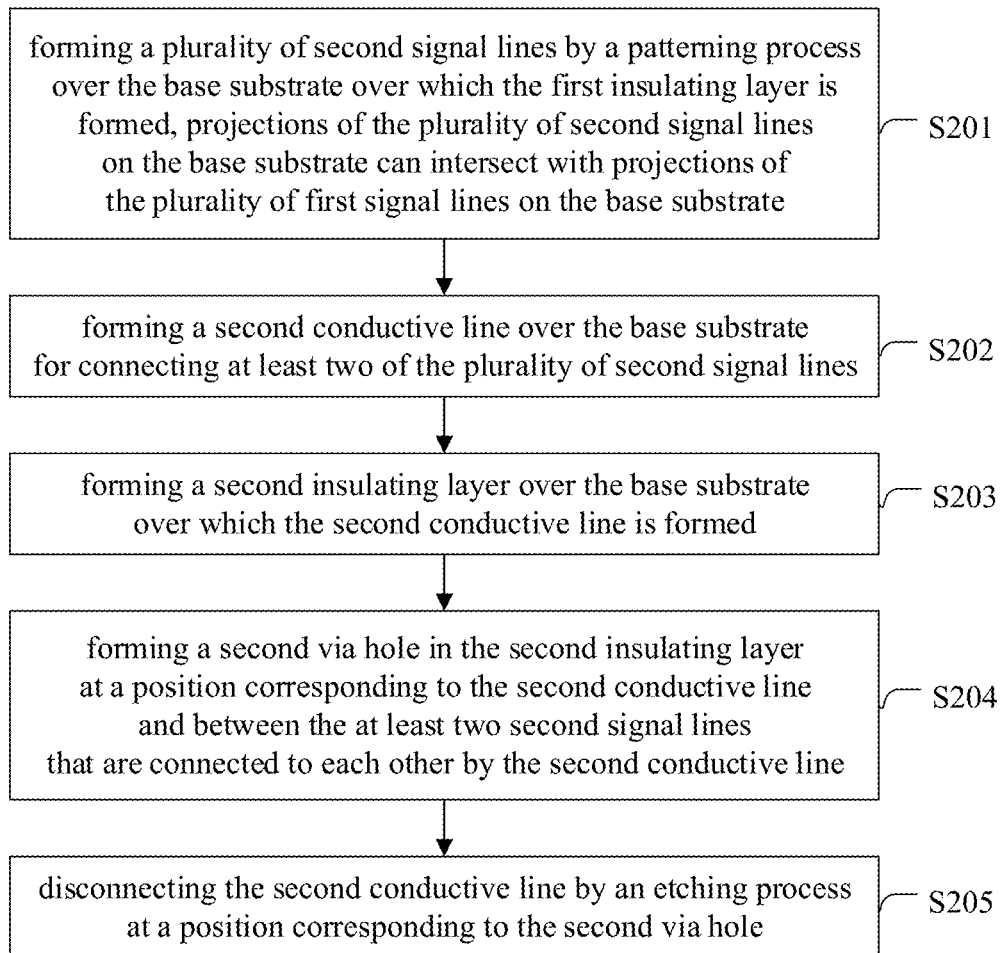 forming a plurality of second signal lines by a patterning process
over the base substrate over which the first insulating layer is
formed, projections of the plurality of second signal lines
on the base substrate can intersect with projections of
the plurality of first signal lines on the base substrate
S201
forming a second conductive line over the base substrate
for connecting at least two of the plurality of second signal lines
S202
forming a second insulating layer over the base substrate
over which the second conductive line is formed
S203
forming a second via hole in the second insulating layer
at a position corresponding to the second conductive line
and between the at least two second signal lines
that are connected to each other by the second conductive line
S204
disconnecting the second conductive line by an etching process
at a position corresponding to the second via hole
S205